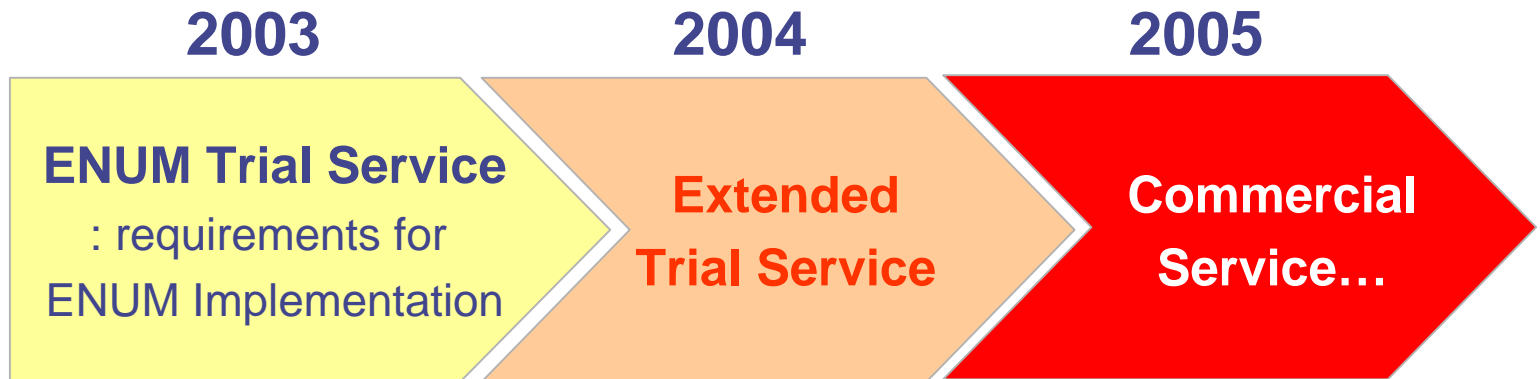 2003
2004
2005
ENUM Trial Service
: requirements for
ENUM Implementation
Extended
Trial Service
Commercial
Service…